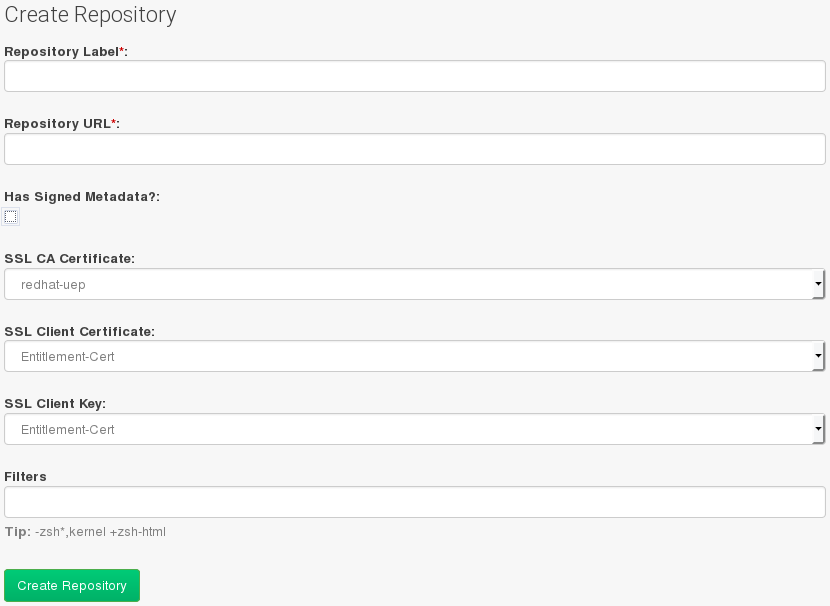 Create Repository
Repository Label*:
Repository URL*:
Has Signed Metadata?:
SSL CA Certificate:
redhat-uep
SSL Client Certificate:
Entitlement-Cert
SSL Client Key:
Entitlement-Cert
Filters
Tip: -zsh*,kernel +zsh-html
Create Repository